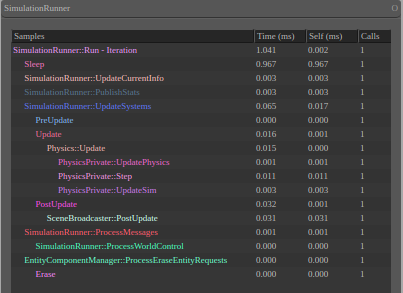 SimulationRunner
Samples Time (ms) Self (ms) Calls
SimulationRunner::Run - Iteration 1.041 0.002 1
Sleep 0.967 0.967 1
SimulationRunner::UpdateCurrentInfo 0.003 0.003 1
SimulationRunner::PublishStats 0.003 0.003 1
SimulationRunner::UpdateSystems 0.065 0.017 1
PreUpdate 0.000 0.000 1
Update 0.016 0.001 1
Physics::Update 0.015 0.000 1
PhysicsPrivate::UpdatePhysics 0.001 0.001 1
PhysicsPrivate::Step 0.011 0.011 1
PhysicsPrivate::UpdateSim 0.003 0.003 1
PostUpdate 0.032 0.001 1
SceneBroadcaster::PostUpdate 0.031 0.031 1
SimulationRunner::ProcessMessages 0.001 0.001 1
SimulationRunner::ProcessWorldControl 0.000 0.000 1
EntityComponentManager::ProcessEraseEntityRequests 0.000 0.000 1
Erase 0.000 0.000 1